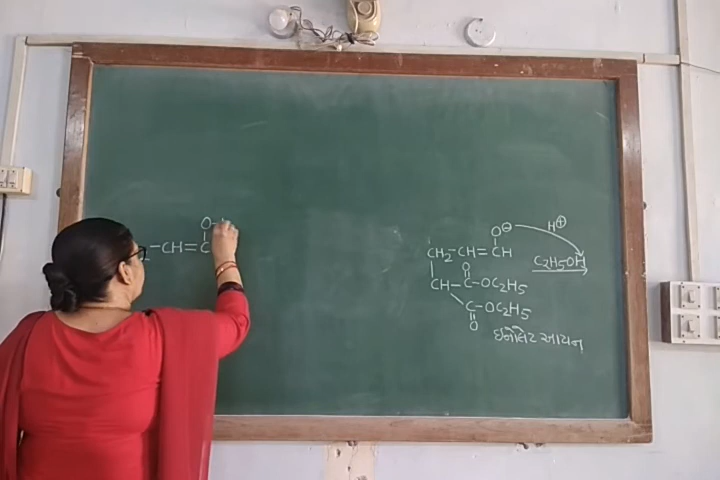 O-
-CH=C
O⊖ H⊕
CH2-CH=CH C2H5OH
O
CH-C-OC2H5
C-OC2H5
O
ઇનોલેટ આયન